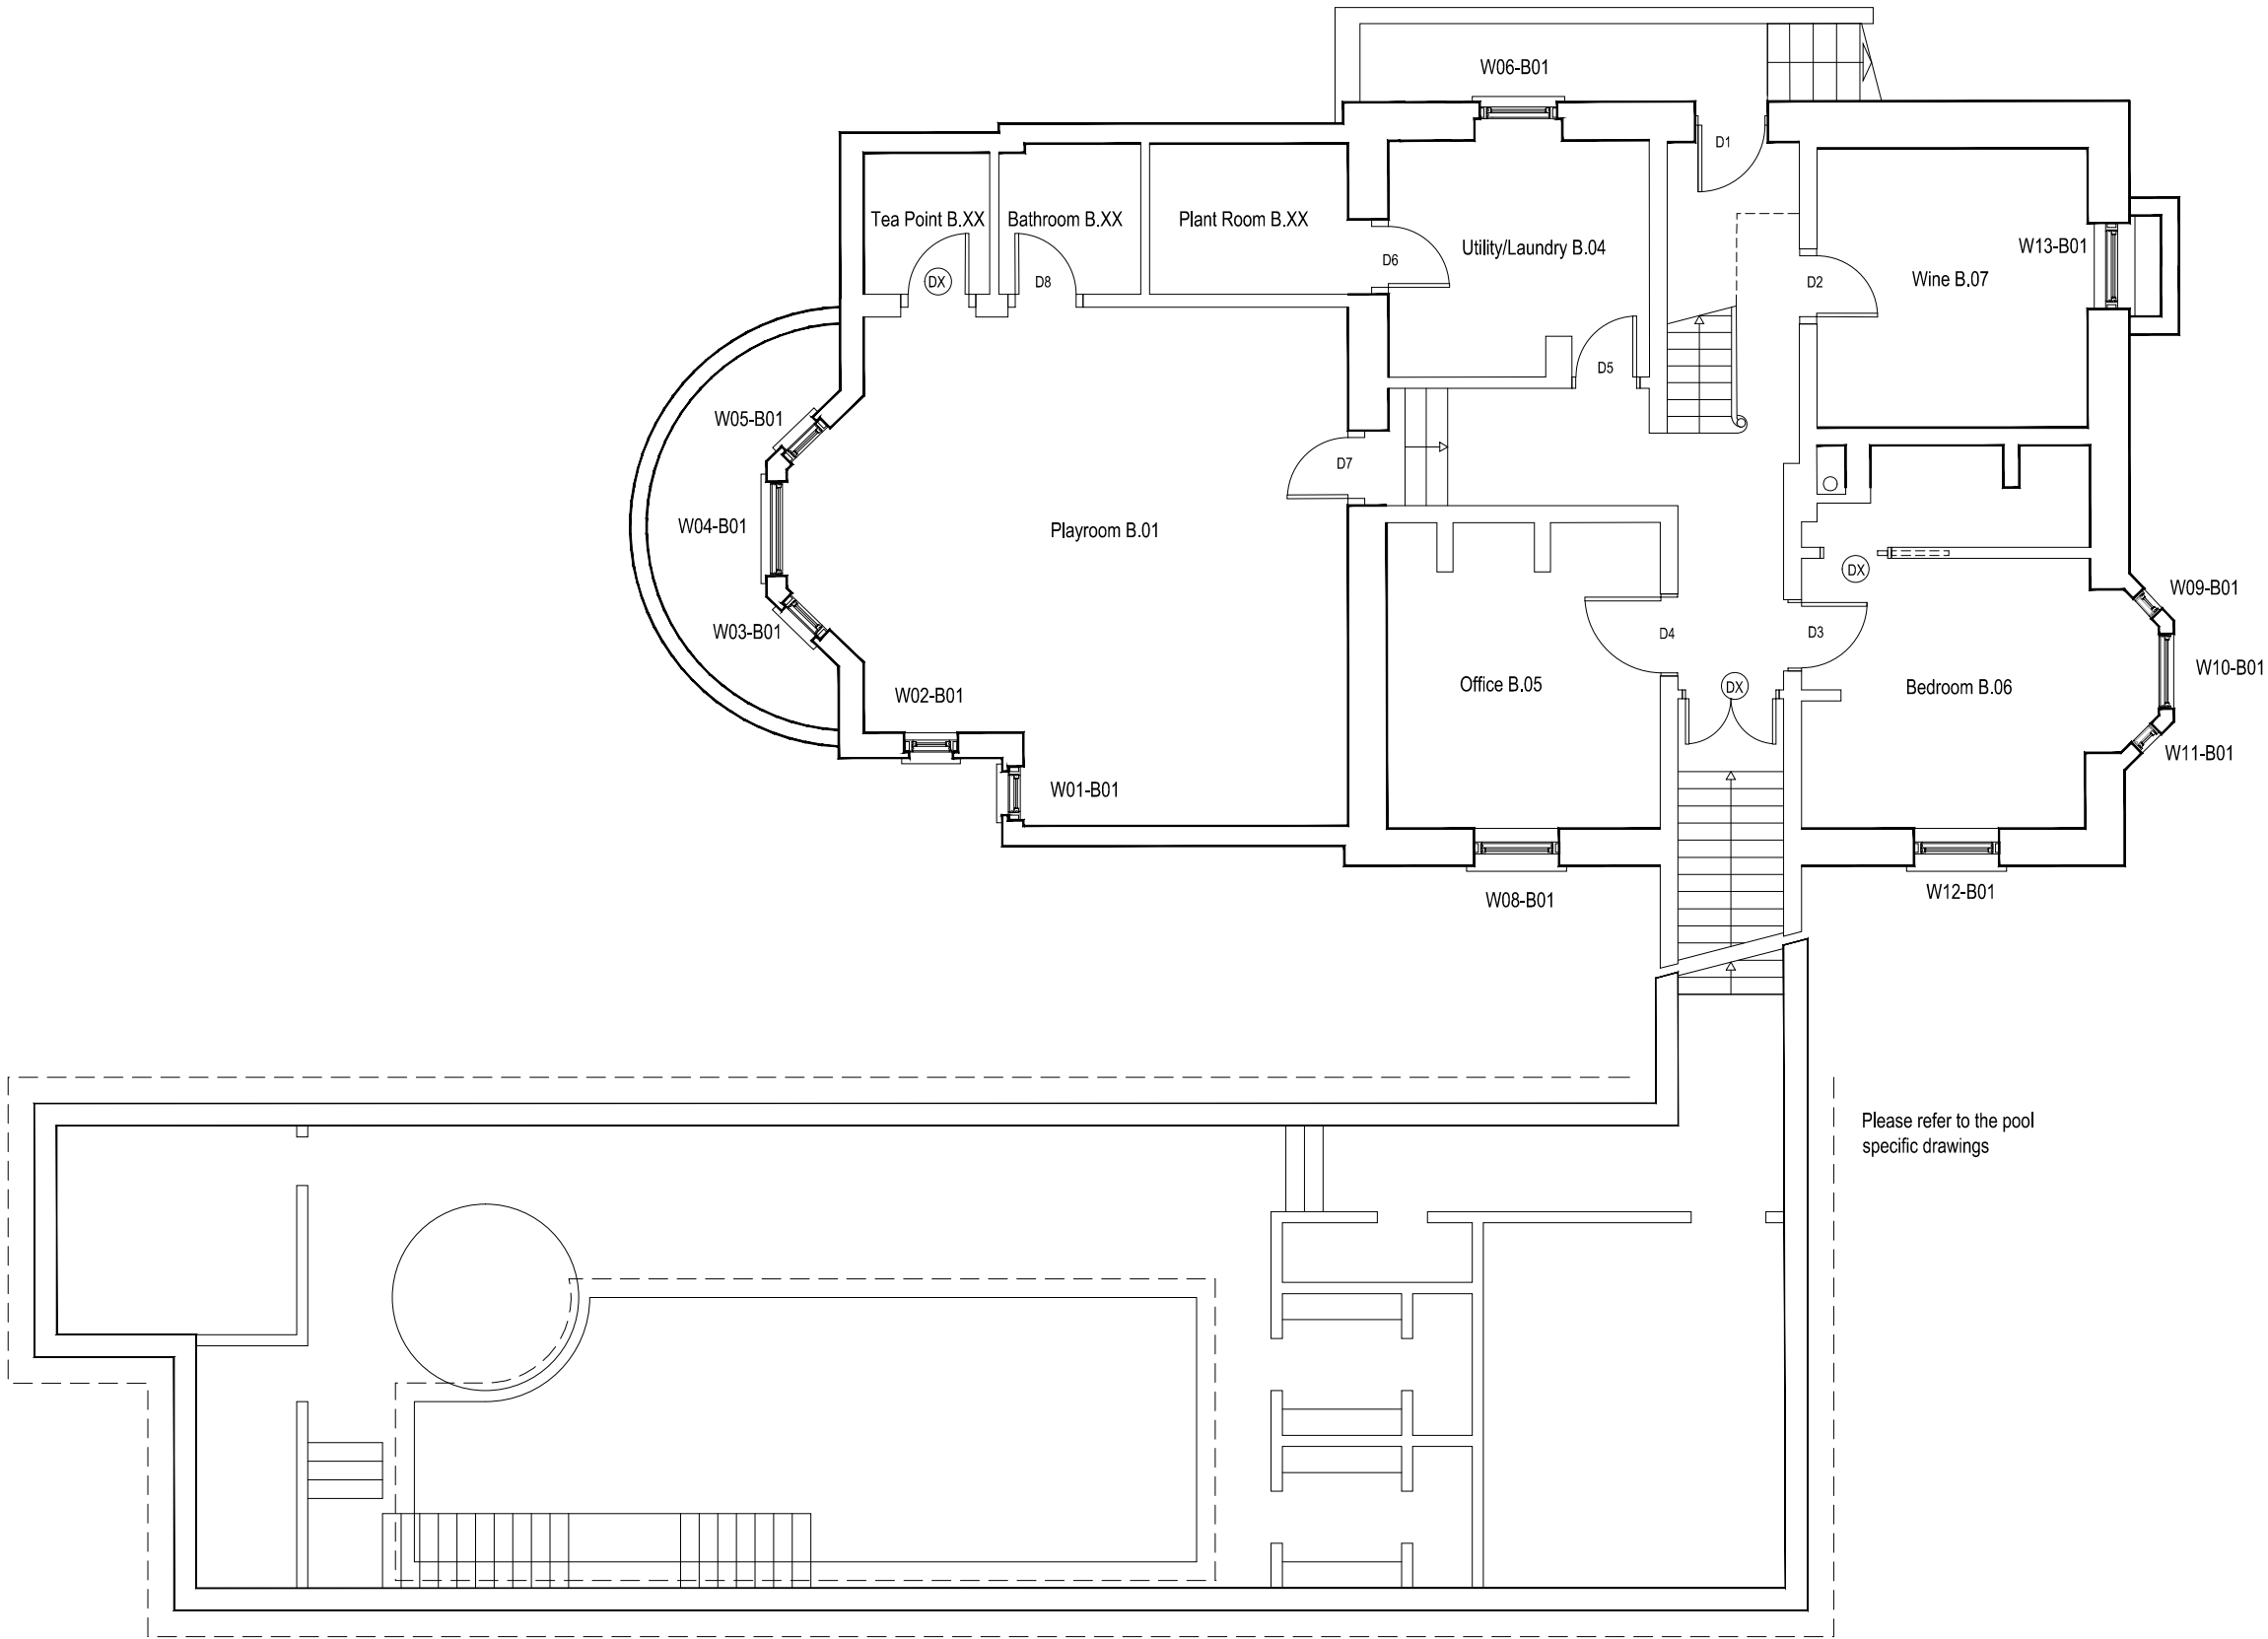 W06-B01
D1
Tea Point B.XX
Bathroom B.XX
Plant Room B.XX
Utility/Laundry B.04
W13-B01
D6
Wine B.07
DX
D8
D2
D5
W05-B01
D7
W04-B01
Playroom B.01
DX
W09-B01
W03-B01
D4
D3
W10-B01
W02-B01
Office B.05
DX
Bedroom B.06
W11-B01
W01-B01
W08-B01
W12-B01
Please refer to the pool
specific drawings